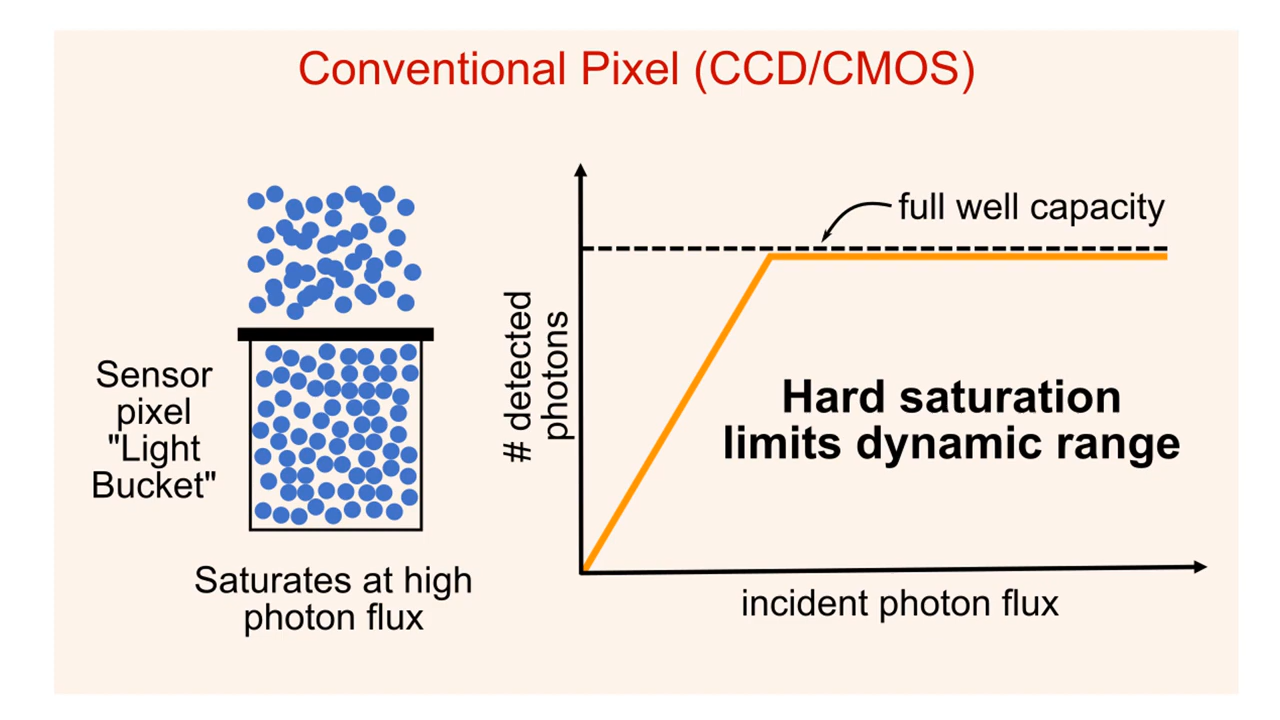 Conventional Pixel (CCD/CMOS)
Sensor
pixel
"Light
Bucket"
Saturates at high
photon flux
# detected
photons
full well capacity
Hard saturation
limits dynamic range
incident photon flux